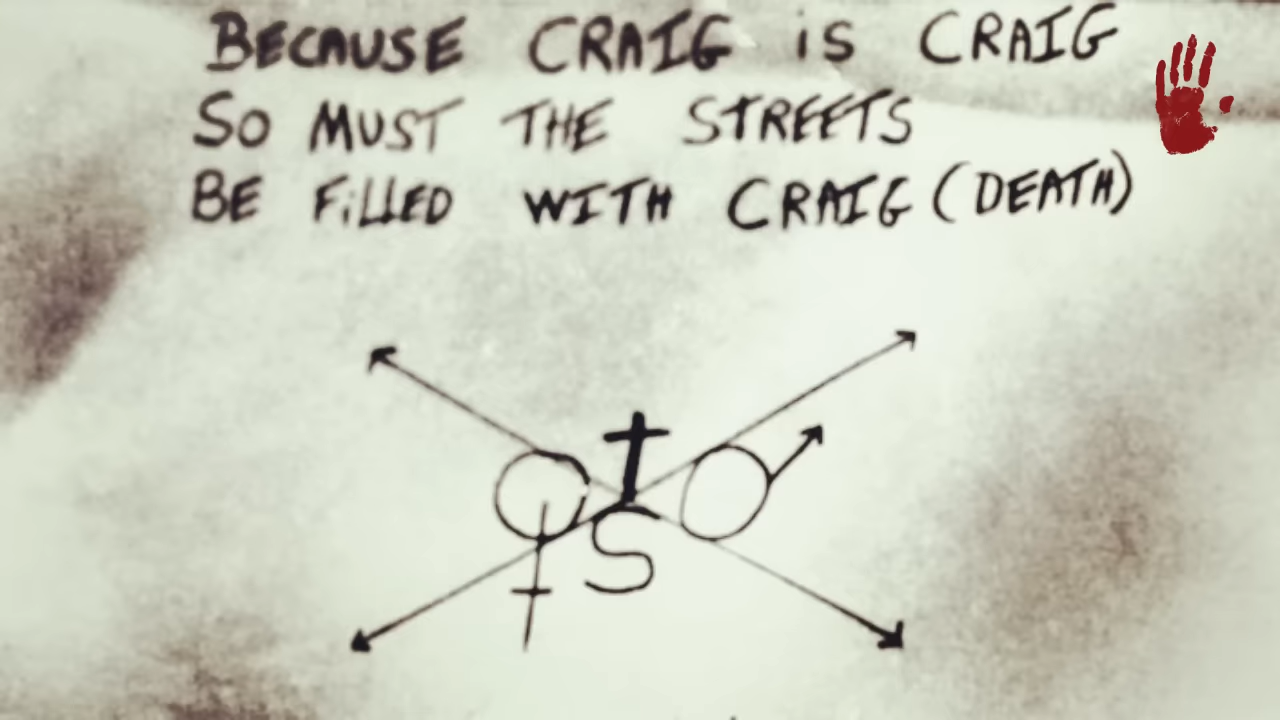 BECAUSE CRAIG iS CRAIG
SO MUST THE STREETS
BE FiLLED WITH CRAIG (DEATH)
S